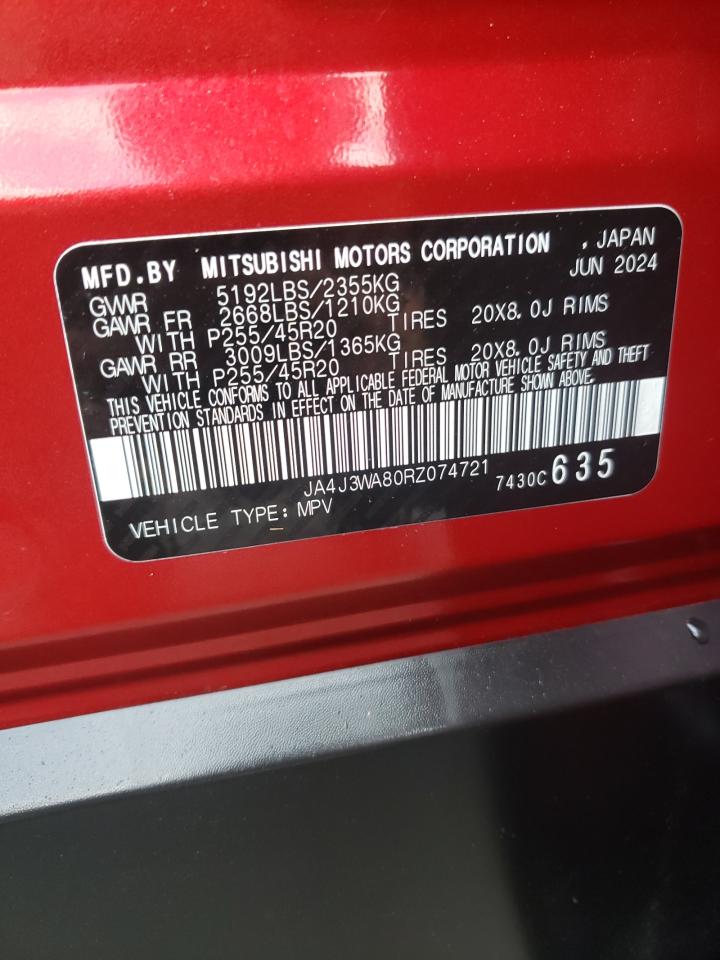 MFD.BY MITSUBISHI MOTORS CORPORATION , JAPAN
JUN 2024
GVWR 5192LBS/2355KG
GAWR FR 2668LBS/1210KG
WITH P255/45R20 TIRES 20X8.0J RIMS
GAWR RR 3009LBS/1365KG
WITH P255/45R20 TIRES 20X8.0J RIMS
THIS VEHICLE CONFORMS TO ALL APPLICABLE FEDERAL MOTOR VEHICLE SAFETY AND THEFT
PREVENTION STANDARDS IN EFFECT ON THE DATE OF MANUFACTURE SHOWN ABOVE.
JA4J3WA80RZ074721 7430C 635
VEHICLE TYPE: MPV